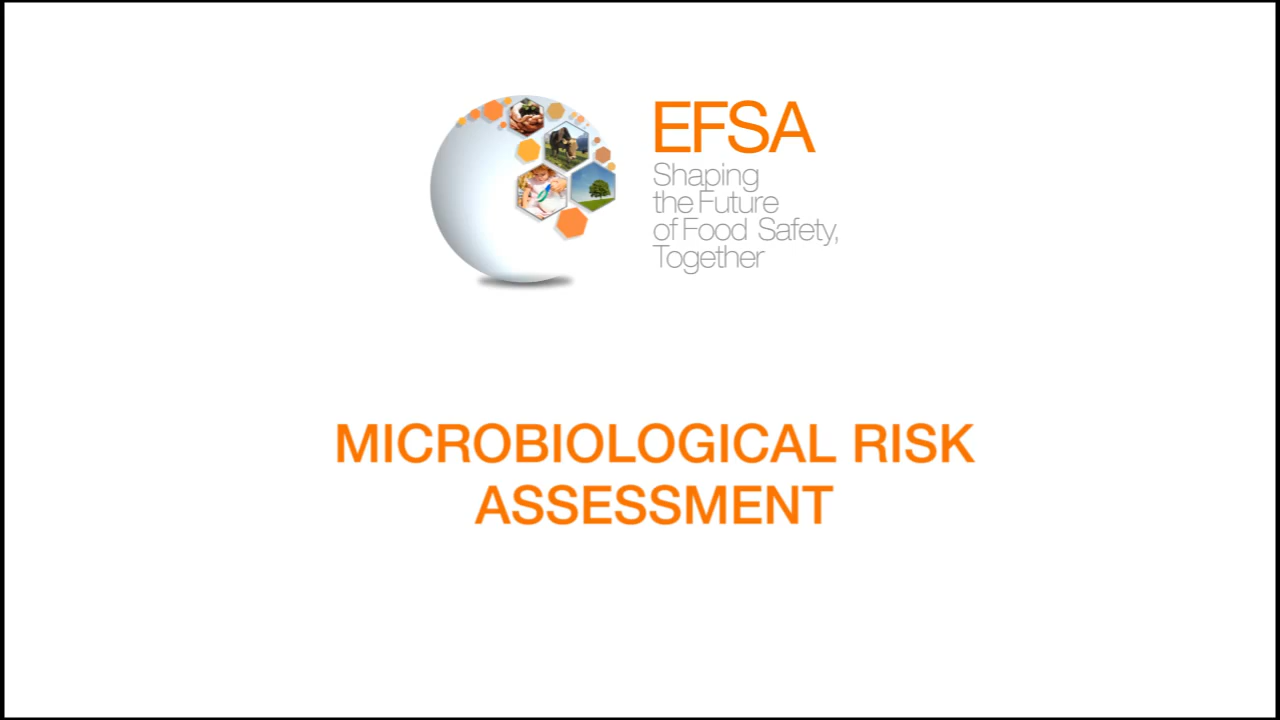 EFSA
Shaping
the Future
of Food Safety,
Together
MICROBIOLOGICAL RISK
ASSESSMENT